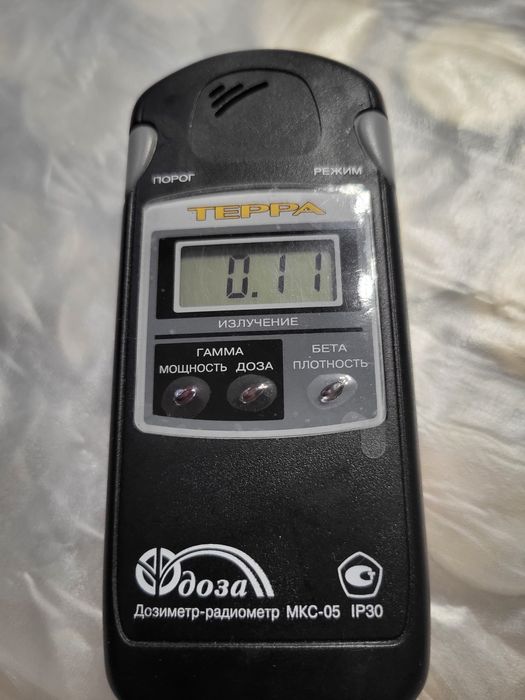 ПОРОГ РЕЖИМ
ТЕРРА
0.11
ИЗЛУЧЕНИЕ
ГАММА БЕТА
МОЩНОСТЬ ДОЗА ПЛОТНОСТЬ
доза
Дозиметр-радиометр МКС-05 IP30